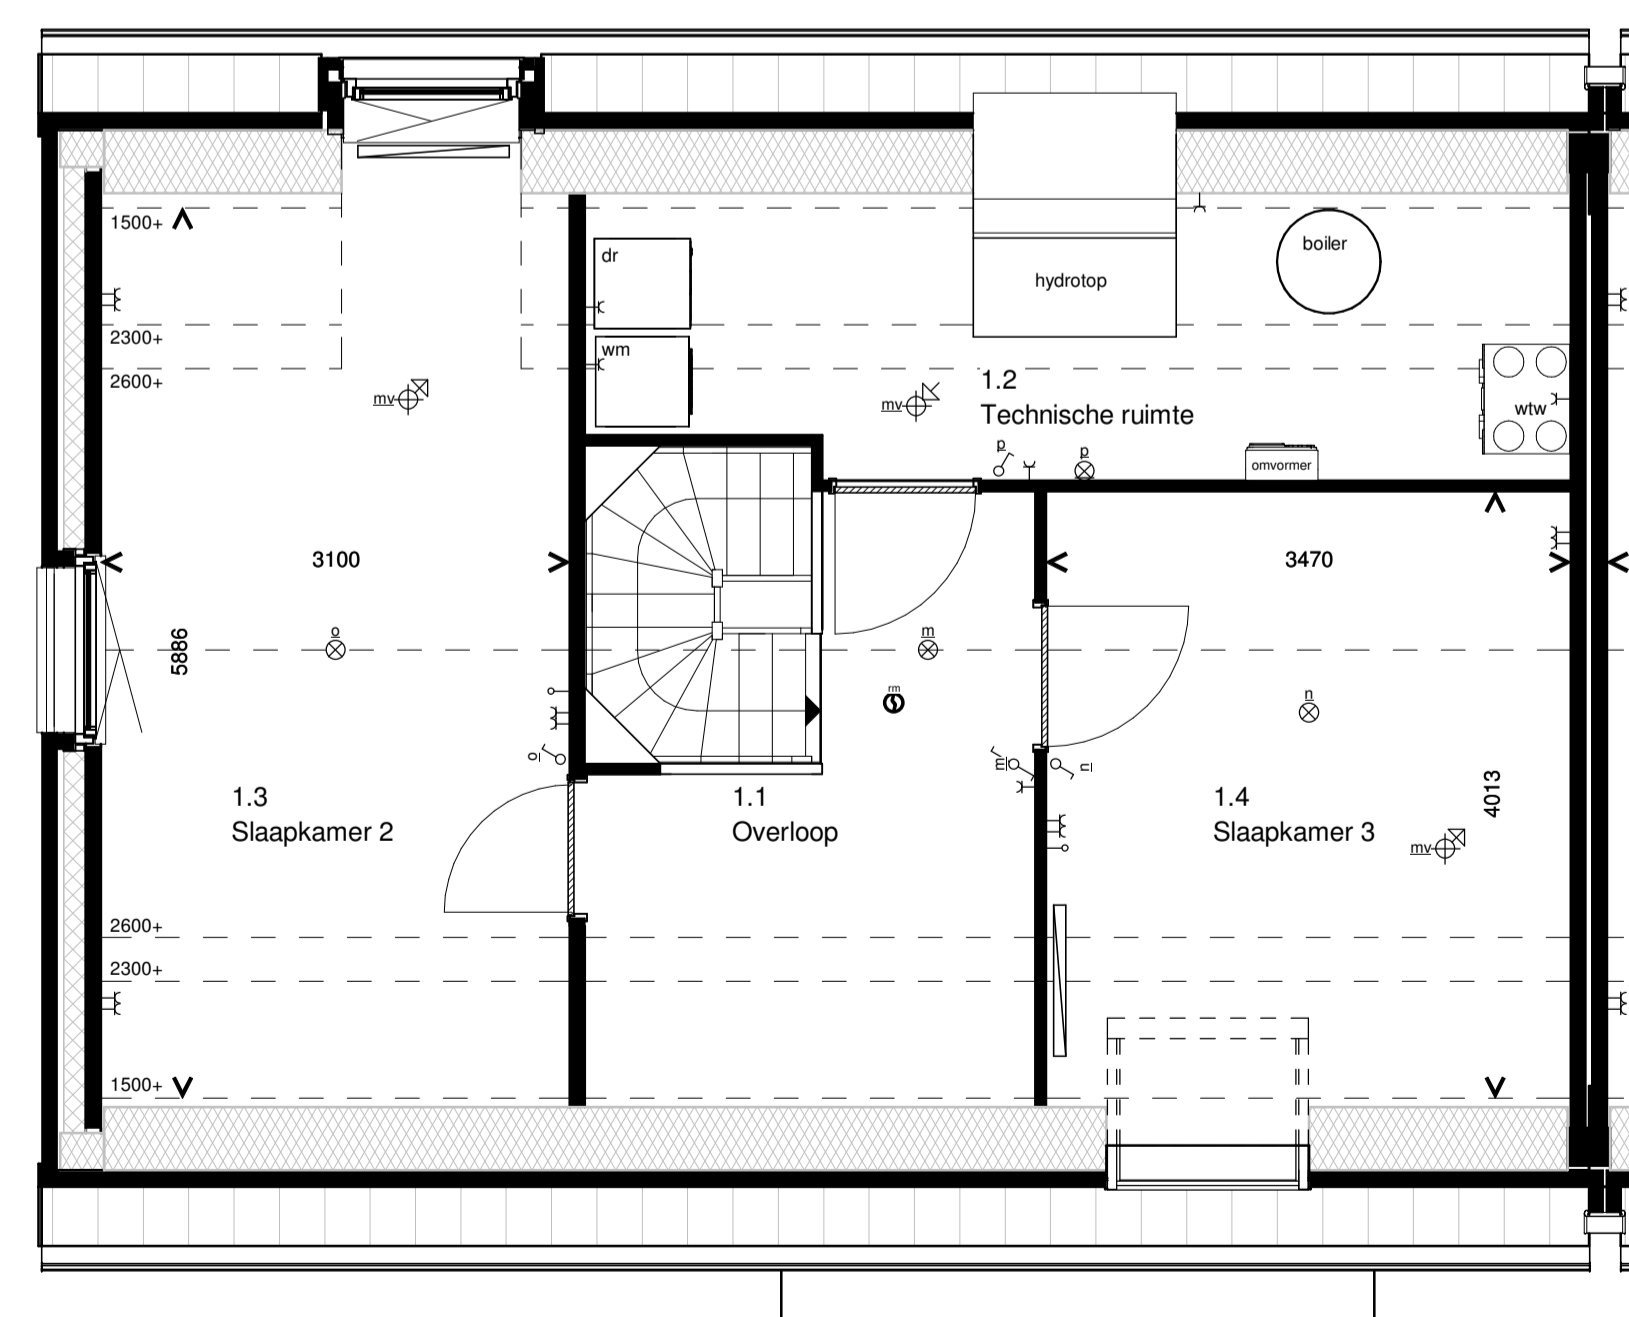 1500+
dr
boiler
hydrotop
2300+
wm
2600+
mv
mv
1.2
Technische ruimte
wtw
p
p
omvormer
3100
3470
o
m
5886
rm
n
o
m
n
1.3
Slaapkamer 2
1.1
Overloop
1.4
Slaapkamer 3
4013
mv
2600+
2300+
1500+